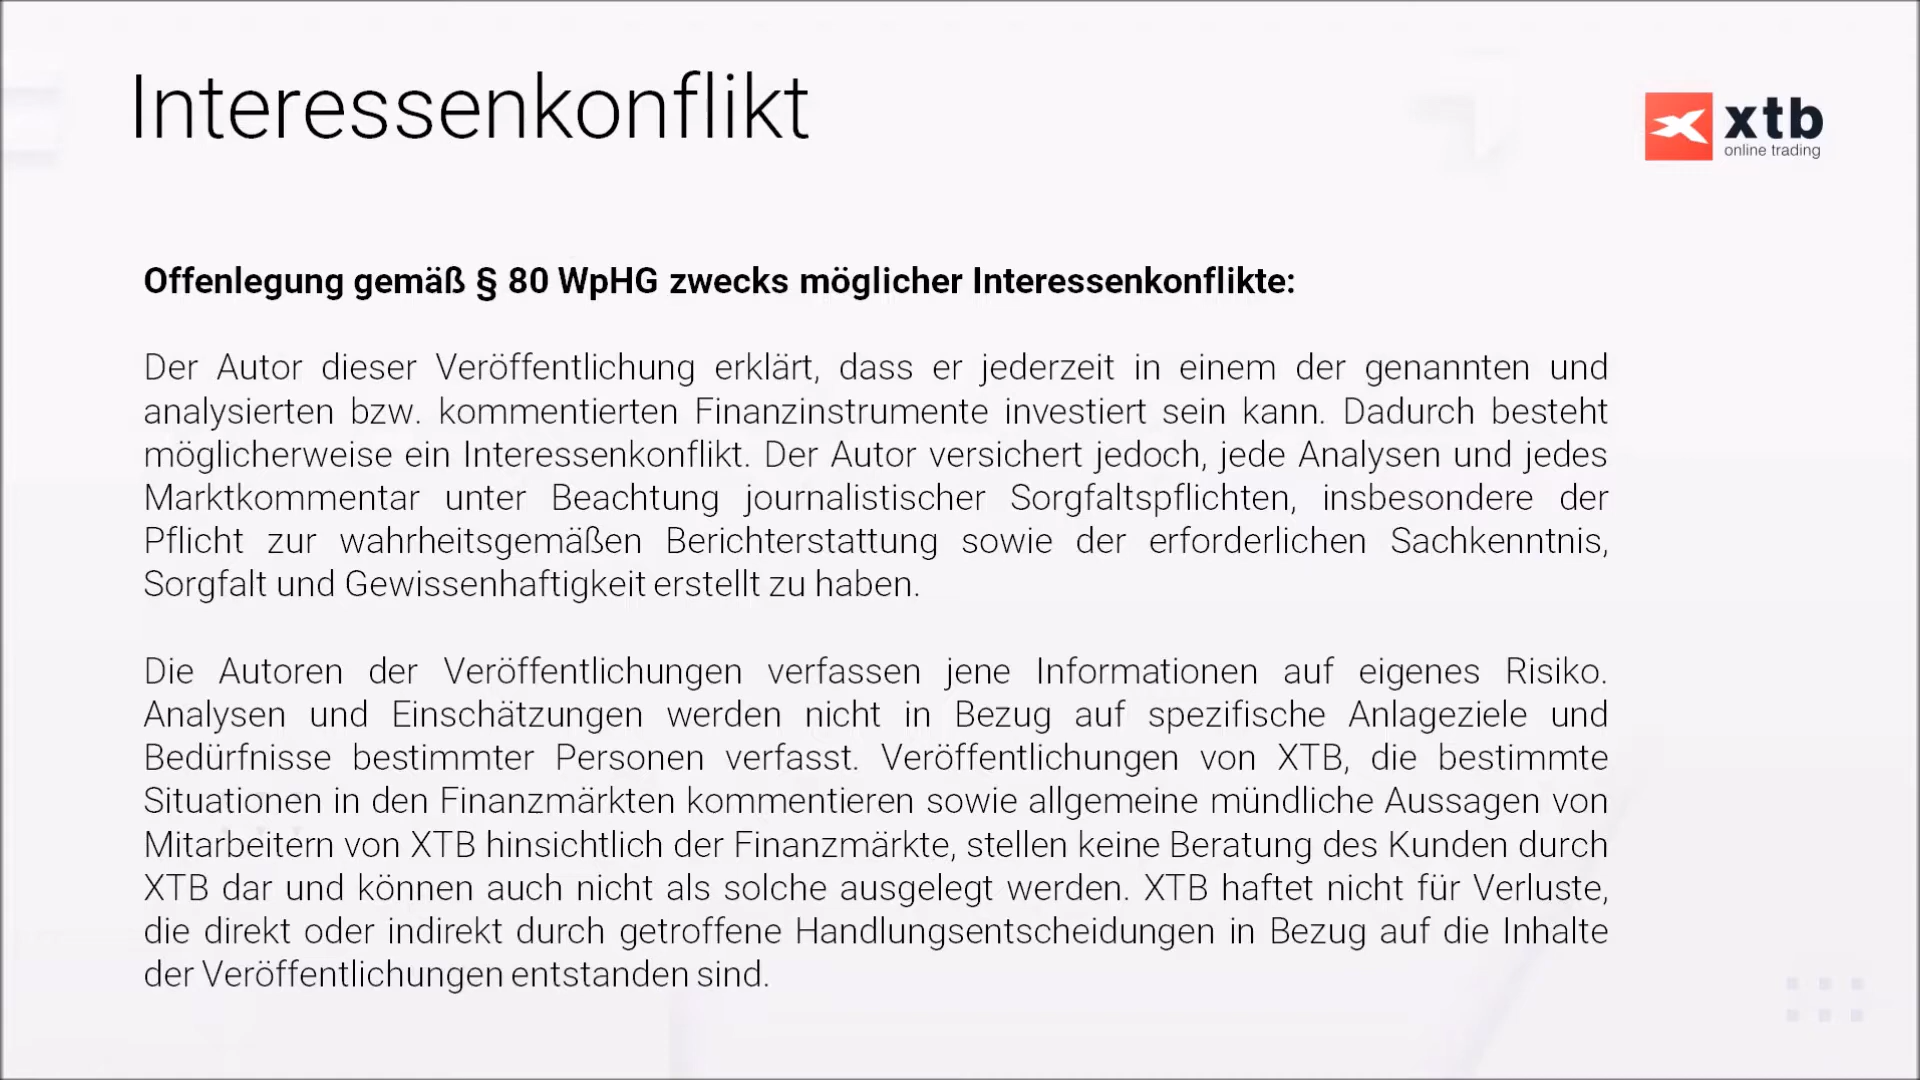 Interessenkonflikt
xtb
online trading
Offenlegung gemäß § 80 WpHG zwecks möglicher Interessenkonflikte:
Der Autor dieser Veröffentlichung erklärt, dass er jederzeit in einem der genannten und
analysierten bzw. kommentierten Finanzinstrumente investiert sein kann. Dadurch besteht
möglicherweise ein Interessenkonflikt. Der Autor versichert jedoch, jede Analysen und jedes
Marktkommentar unter Beachtung journalistischer Sorgfaltspflichten, insbesondere der
Pflicht zur wahrheitsgemäßen Berichterstattung sowie der erforderlichen Sachkenntnis,
Sorgfalt und Gewissenhaftigkeit erstellt zu haben.
Die Autoren der Veröffentlichungen verfassen jene Informationen auf eigenes Risiko.
Analysen und Einschätzungen werden nicht in Bezug auf spezifische Anlageziele und
Bedürfnisse bestimmter Personen verfasst. Veröffentlichungen von XTB, die bestimmte
Situationen in den Finanzmärkten kommentieren sowie allgemeine mündliche Aussagen von
Mitarbeitern von XTB hinsichtlich der Finanzmärkte, stellen keine Beratung des Kunden durch
XTB dar und können auch nicht als solche ausgelegt werden. XTB haftet nicht für Verluste,
die direkt oder indirekt durch getroffene Handlungsentscheidungen in Bezug auf die Inhalte
der Veröffentlichungen entstanden sind.